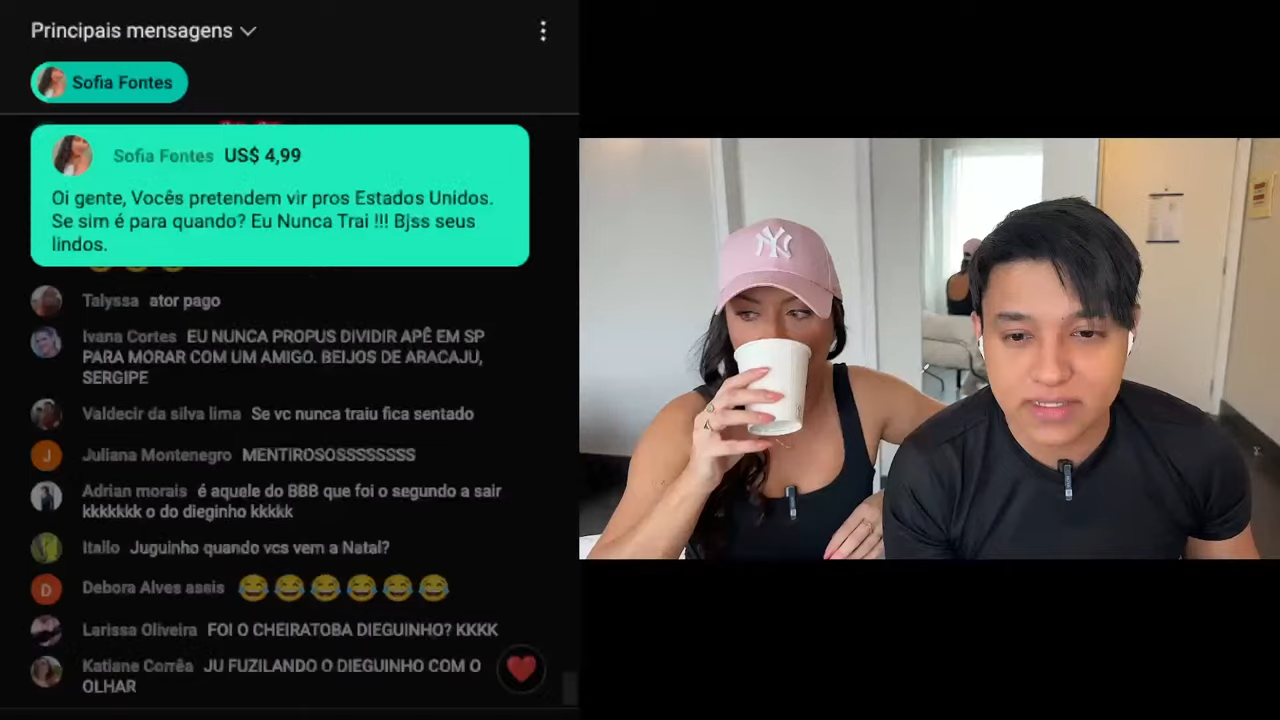 Principais mensagens
Sofia Fontes
Sofia Fontes US$ 4,99
Oi gente, Vocês pretendem vir pros Estados Unidos.
Se sim é para quando? Eu Nunca Trai !!! Bjss seus
lindos.
Talyssa ator pago
Ivana Cortes EU NUNCA PROPUS DIVIDIR APÊ EM SP
PARA MORAR COM UM AMIGO. BEIJOS DE ARACAJU,
SERGIPE
Valdecir da silva lima Se vc nunca traiu fica sentado
J Juliana Montenegro MENTIROSOSSSSSSSS
Adrian morais é aquele do BBB que foi o segundo a sair
kkkkkkk o do dieginho kkkkk
Itallo Juguinho quando vcs vem a Natal?
D Debora Alves assis 😂😂😂😂😂😂
Larissa Oliveira FOI O CHEIRATOBA DIEGUINHO? KKKK
Katiane Corrêa JU FUZILANDO O DIEGUINHO COM O
OLHAR
NY